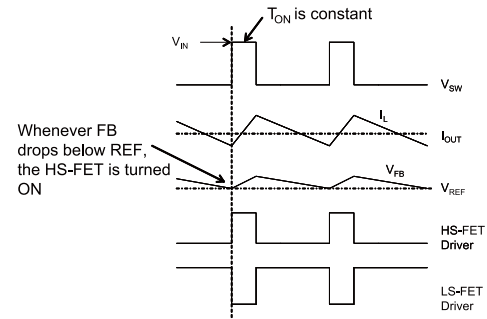 T_ON is constant
V_IN
V_SW
I_L
I_OUT
Whenever FB
drops below REF,
the HS-FET is turned
ON
V_FB
V_REF
HS-FET
Driver
LS-FET
Driver